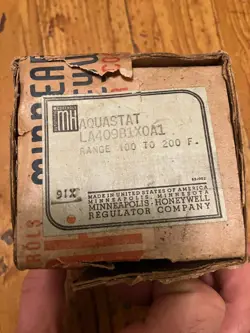 MH
AQUASTAT
LA409B1X0A1
RANGE 100 TO 200 F.
91X
MADE IN UNITED STATES OF AMERICA
MINNEAPOLIS, MINNESOTA
MINNEAPOLIS-HONEYWELL
REGULATOR COMPANY